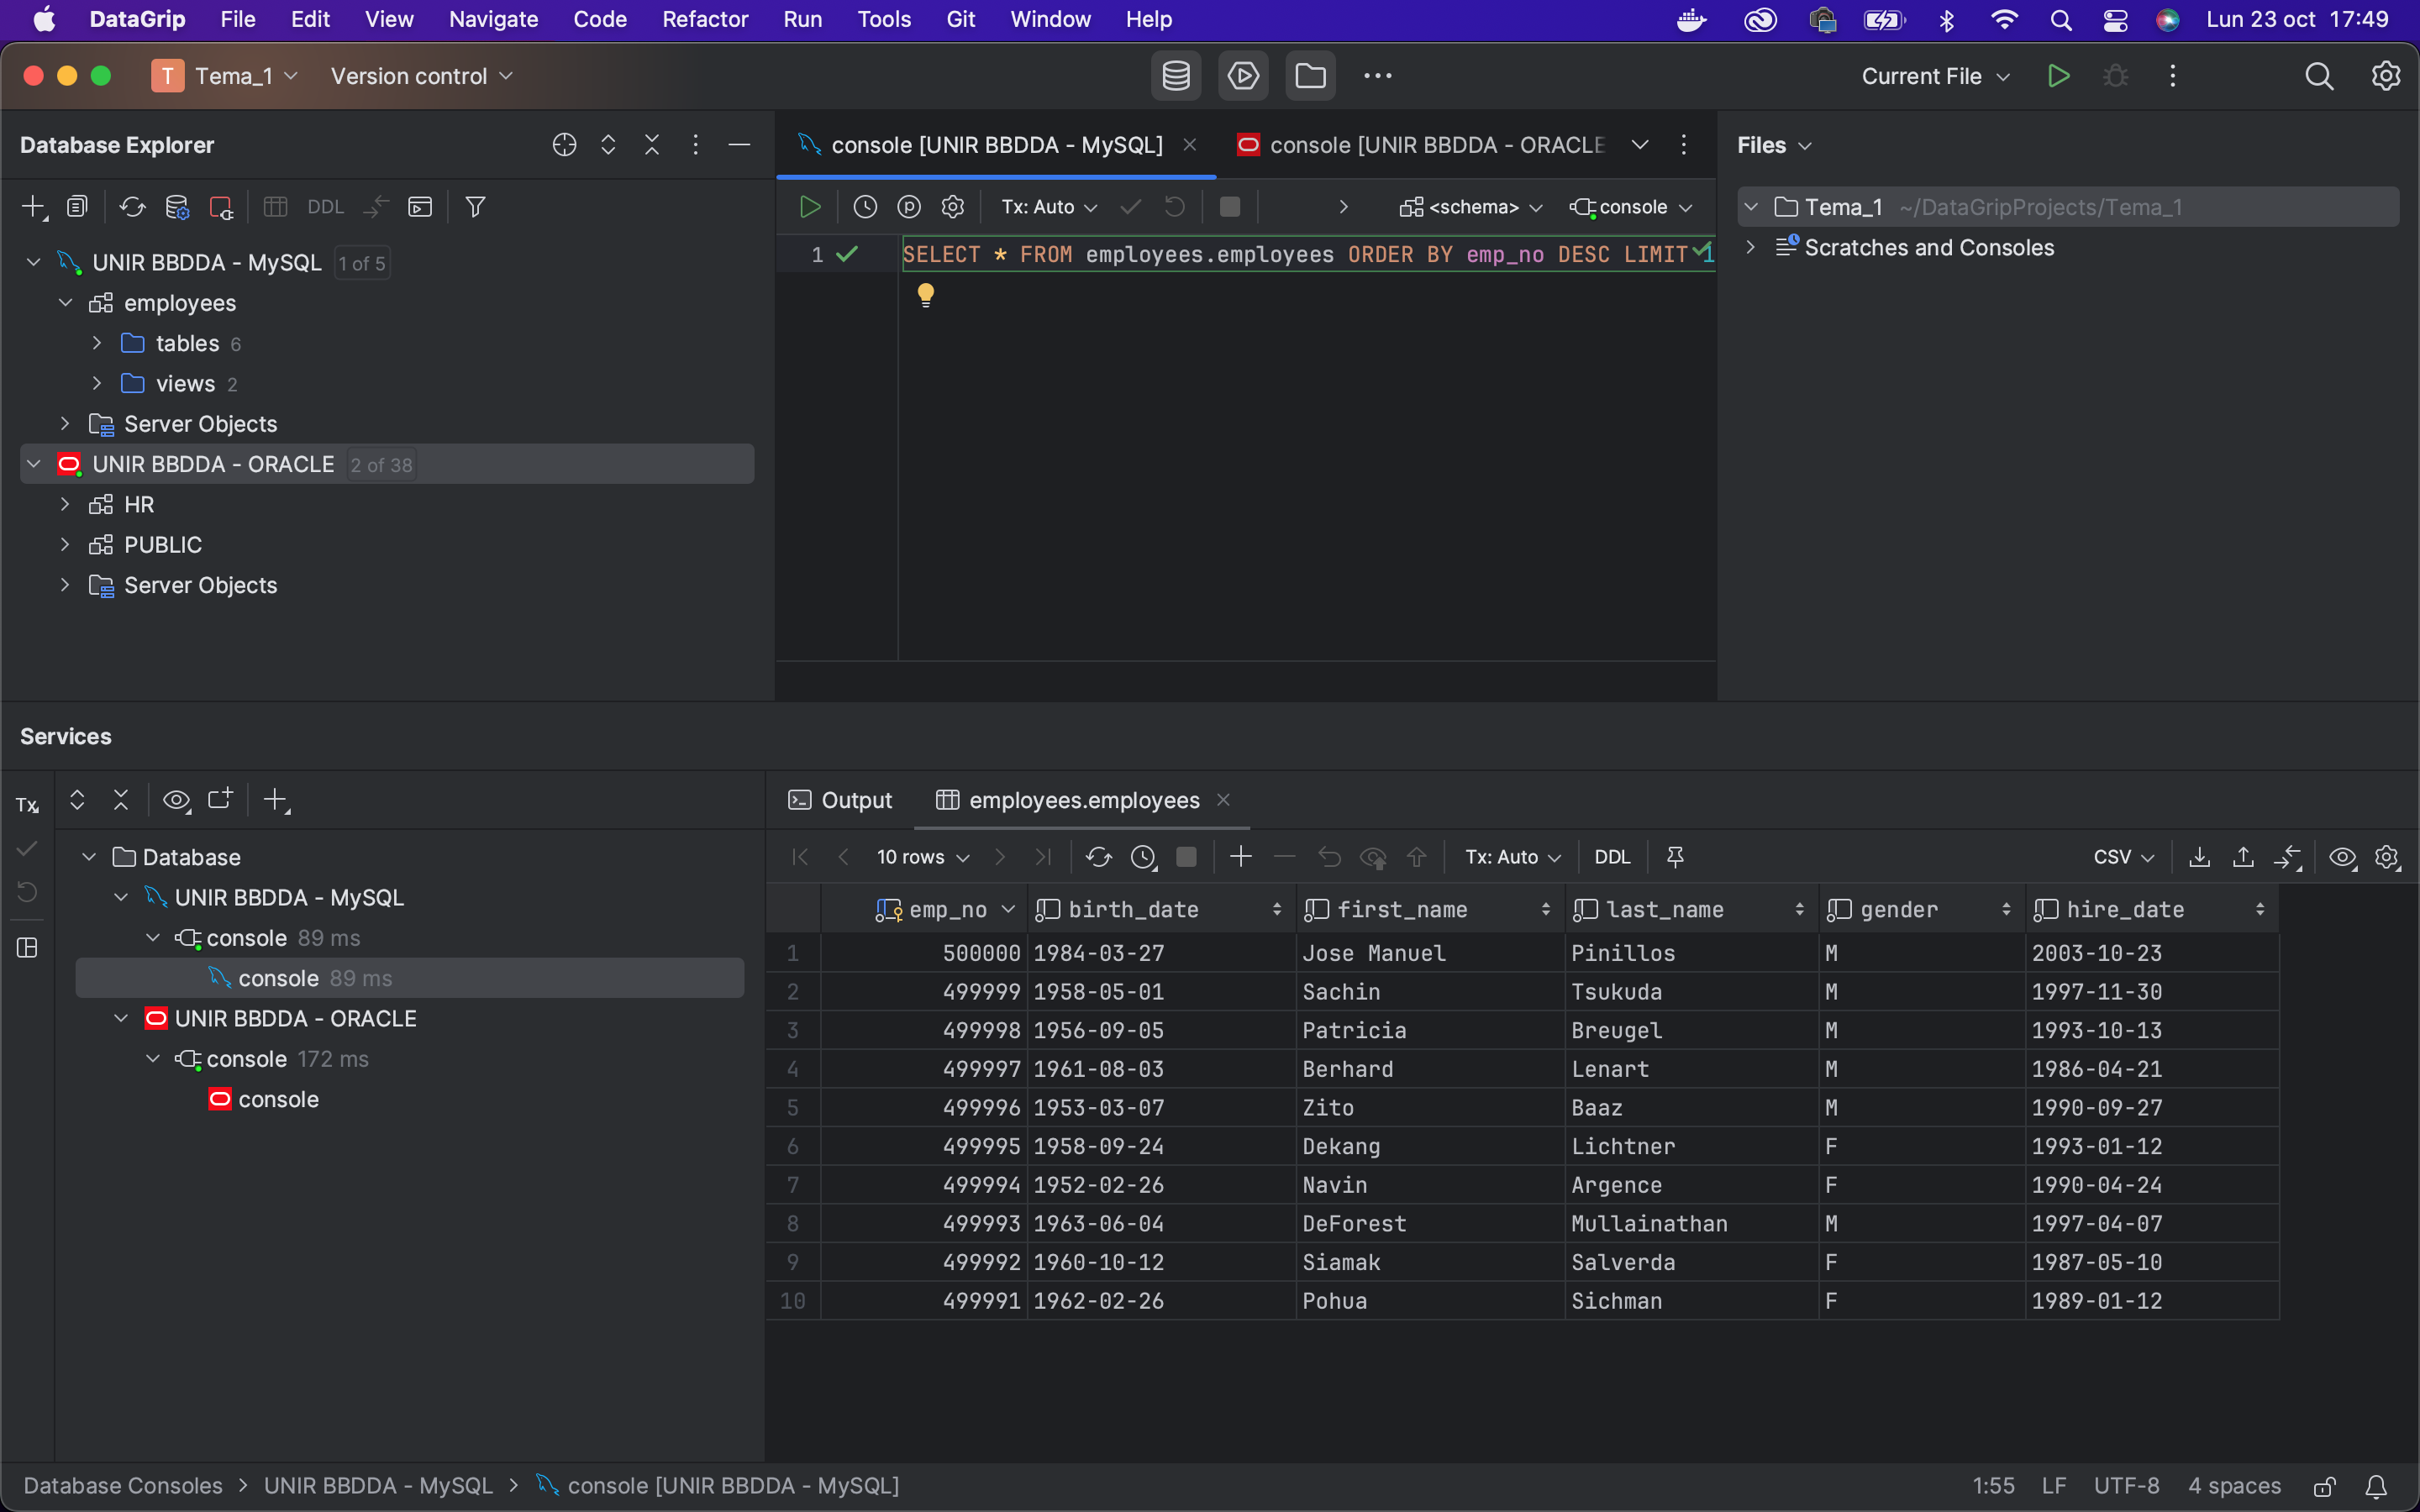 DataGrip File Edit View Navigate Code Refactor Run Tools Git Window Help Lun 23 oct 17:49
T Tema_1 Version control Current File
Database Explorer
DDL
UNIR BBDDA - MySQL 1 of 5
employees
tables 6
views 2
Server Objects
UNIR BBDDA - ORACLE 2 of 38
HR
PUBLIC
Server Objects
console [UNIR BBDDA - MySQL] console [UNIR BBDDA - ORACLE
Tx: Auto <schema> console
1 SELECT * FROM employees.employees ORDER BY emp_no DESC LIMIT 1
Files
Tema_1 ~/DataGripProjects/Tema_1
Scratches and Consoles
Services
Tx
Database
UNIR BBDDA - MySQL
console 89 ms
console 89 ms
UNIR BBDDA - ORACLE
console 172 ms
console
Output employees.employees
10 rows Tx: Auto DDL CSV
emp_no birth_date first_name last_name gender hire_date
1 500000 1984-03-27 Jose Manuel Pinillos M 2003-10-23
2 499999 1958-05-01 Sachin Tsukuda M 1997-11-30
3 499998 1956-09-05 Patricia Breugel M 1993-10-13
4 499997 1961-08-03 Berhard Lenart M 1986-04-21
5 499996 1953-03-07 Zito Baaz M 1990-09-27
6 499995 1958-09-24 Dekang Lichtner F 1993-01-12
7 499994 1952-02-26 Navin Argence F 1990-04-24
8 499993 1963-06-04 DeForest Mullainathan M 1997-04-07
9 499992 1960-10-12 Siamak Salverda F 1987-05-10
10 499991 1962-02-26 Pohua Sichman F 1989-01-12
Database Consoles > UNIR BBDDA - MySQL > console [UNIR BBDDA - MySQL] 1:55 LF UTF-8 4 spaces